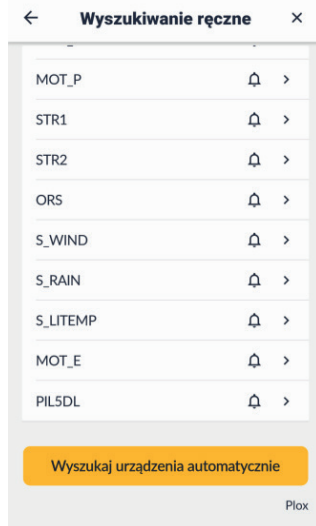 Wyszukiwanie ręczne
MOT_P
STR1
STR2
ORS
S_WIND
S_RAIN
S_LITEMP
MOT_E
PIL5DL
Wyszukaj urządzenia automatycznie
Plox